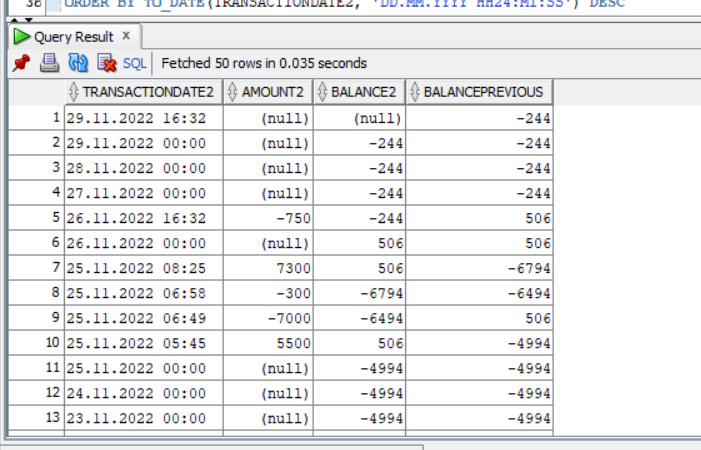 38 ORDER BY TO_DATE(TRANSACTIONDATE2, 'DD.MM.YYYY HH24:MI:SS') DESC
Query Result x
SQL | Fetched 50 rows in 0.035 seconds
TRANSACTIONDATE2 AMOUNT2 BALANCE2 BALANCEPREVIOUS
1 29.11.2022 16:32 (null) (null) -244
2 29.11.2022 00:00 (null) -244 -244
3 28.11.2022 00:00 (null) -244 -244
4 27.11.2022 00:00 (null) -244 -244
5 26.11.2022 16:32 -750 -244 506
6 26.11.2022 00:00 (null) 506 506
7 25.11.2022 08:25 7300 506 -6794
8 25.11.2022 06:58 -300 -6794 -6494
9 25.11.2022 06:49 -7000 -6494 506
10 25.11.2022 05:45 5500 506 -4994
11 25.11.2022 00:00 (null) -4994 -4994
12 24.11.2022 00:00 (null) -4994 -4994
13 23.11.2022 00:00 (null) -4994 -4994